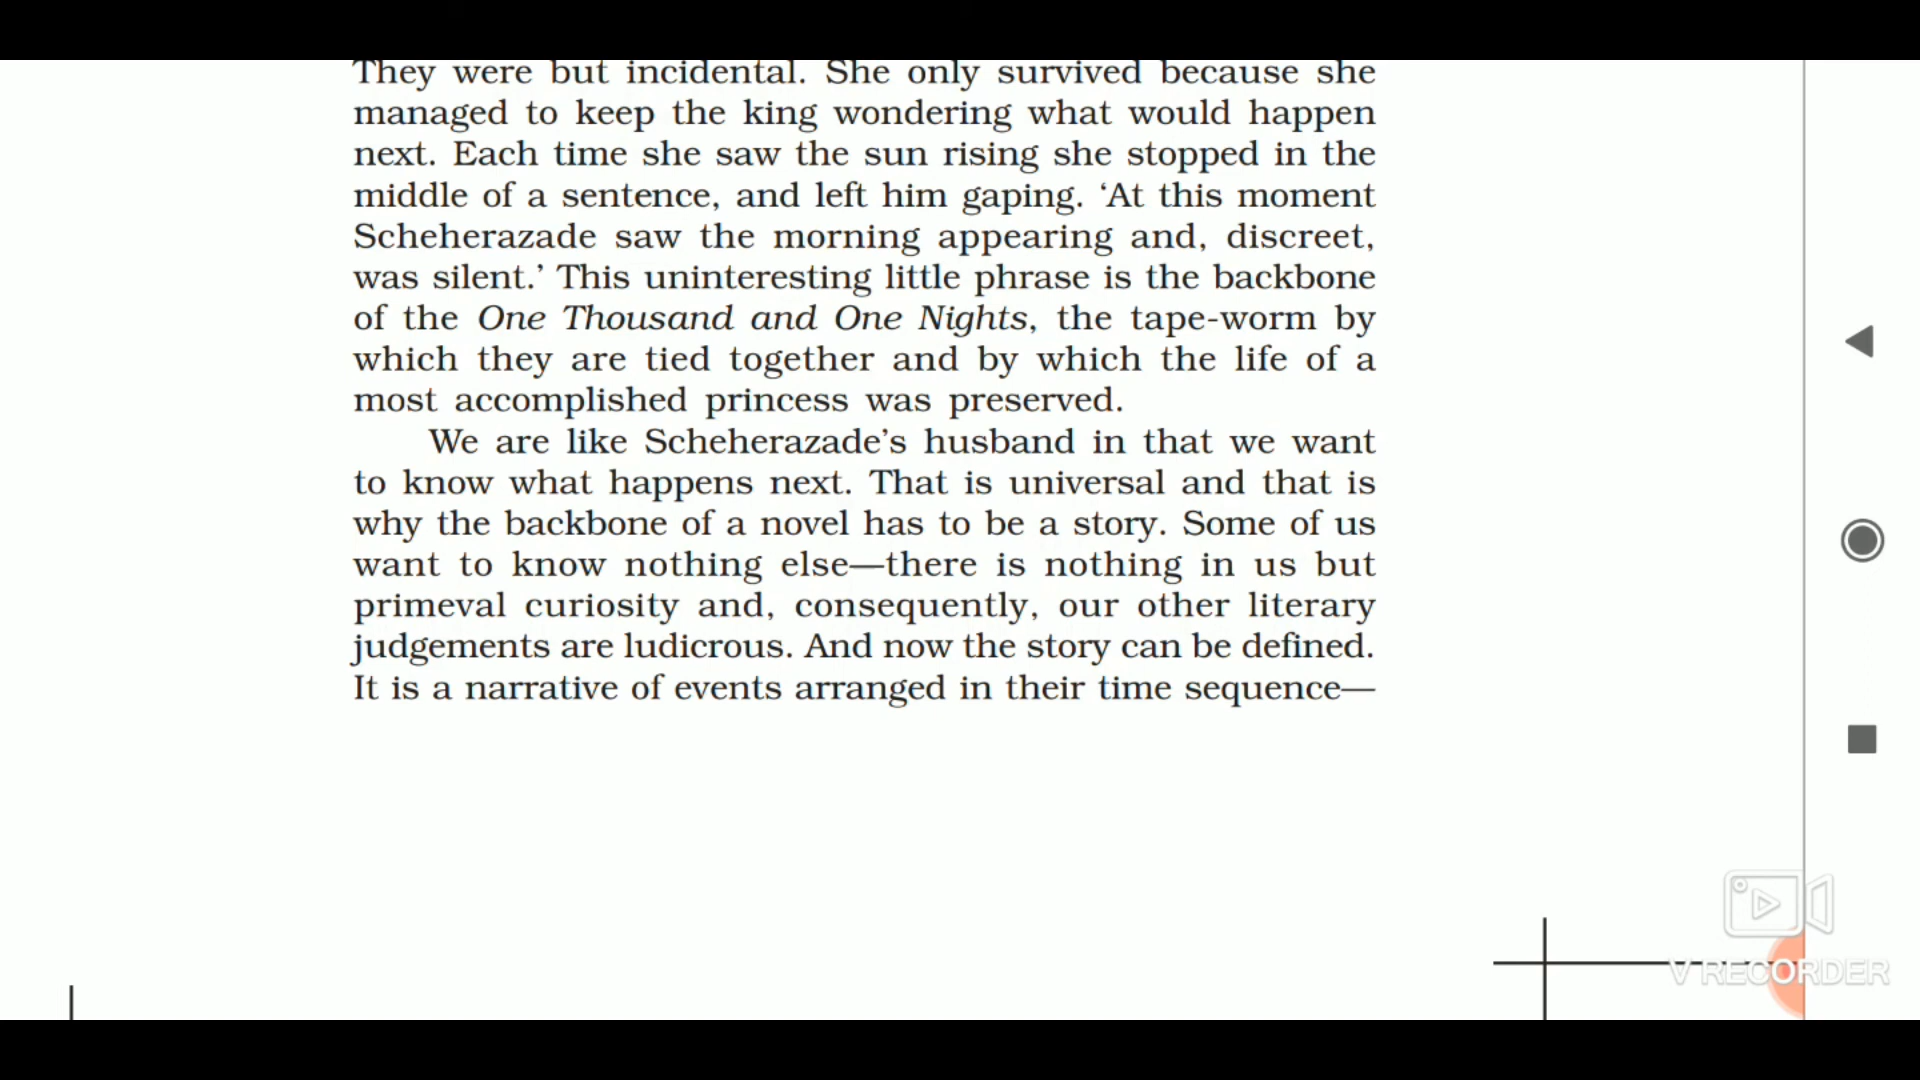 They were but incidental. She only survived because she
managed to keep the king wondering what would happen
next. Each time she saw the sun rising she stopped in the
middle of a sentence, and left him gaping. ‘At this moment
Scheherazade saw the morning appearing and, discreet,
was silent.’ This uninteresting little phrase is the backbone
of the One Thousand and One Nights, the tape-worm by
which they are tied together and by which the life of a
most accomplished princess was preserved.
We are like Scheherazade’s husband in that we want
to know what happens next. That is universal and that is
why the backbone of a novel has to be a story. Some of us
want to know nothing else—there is nothing in us but
primeval curiosity and, consequently, our other literary
judgements are ludicrous. And now the story can be defined.
It is a narrative of events arranged in their time sequence—
V RECORDER